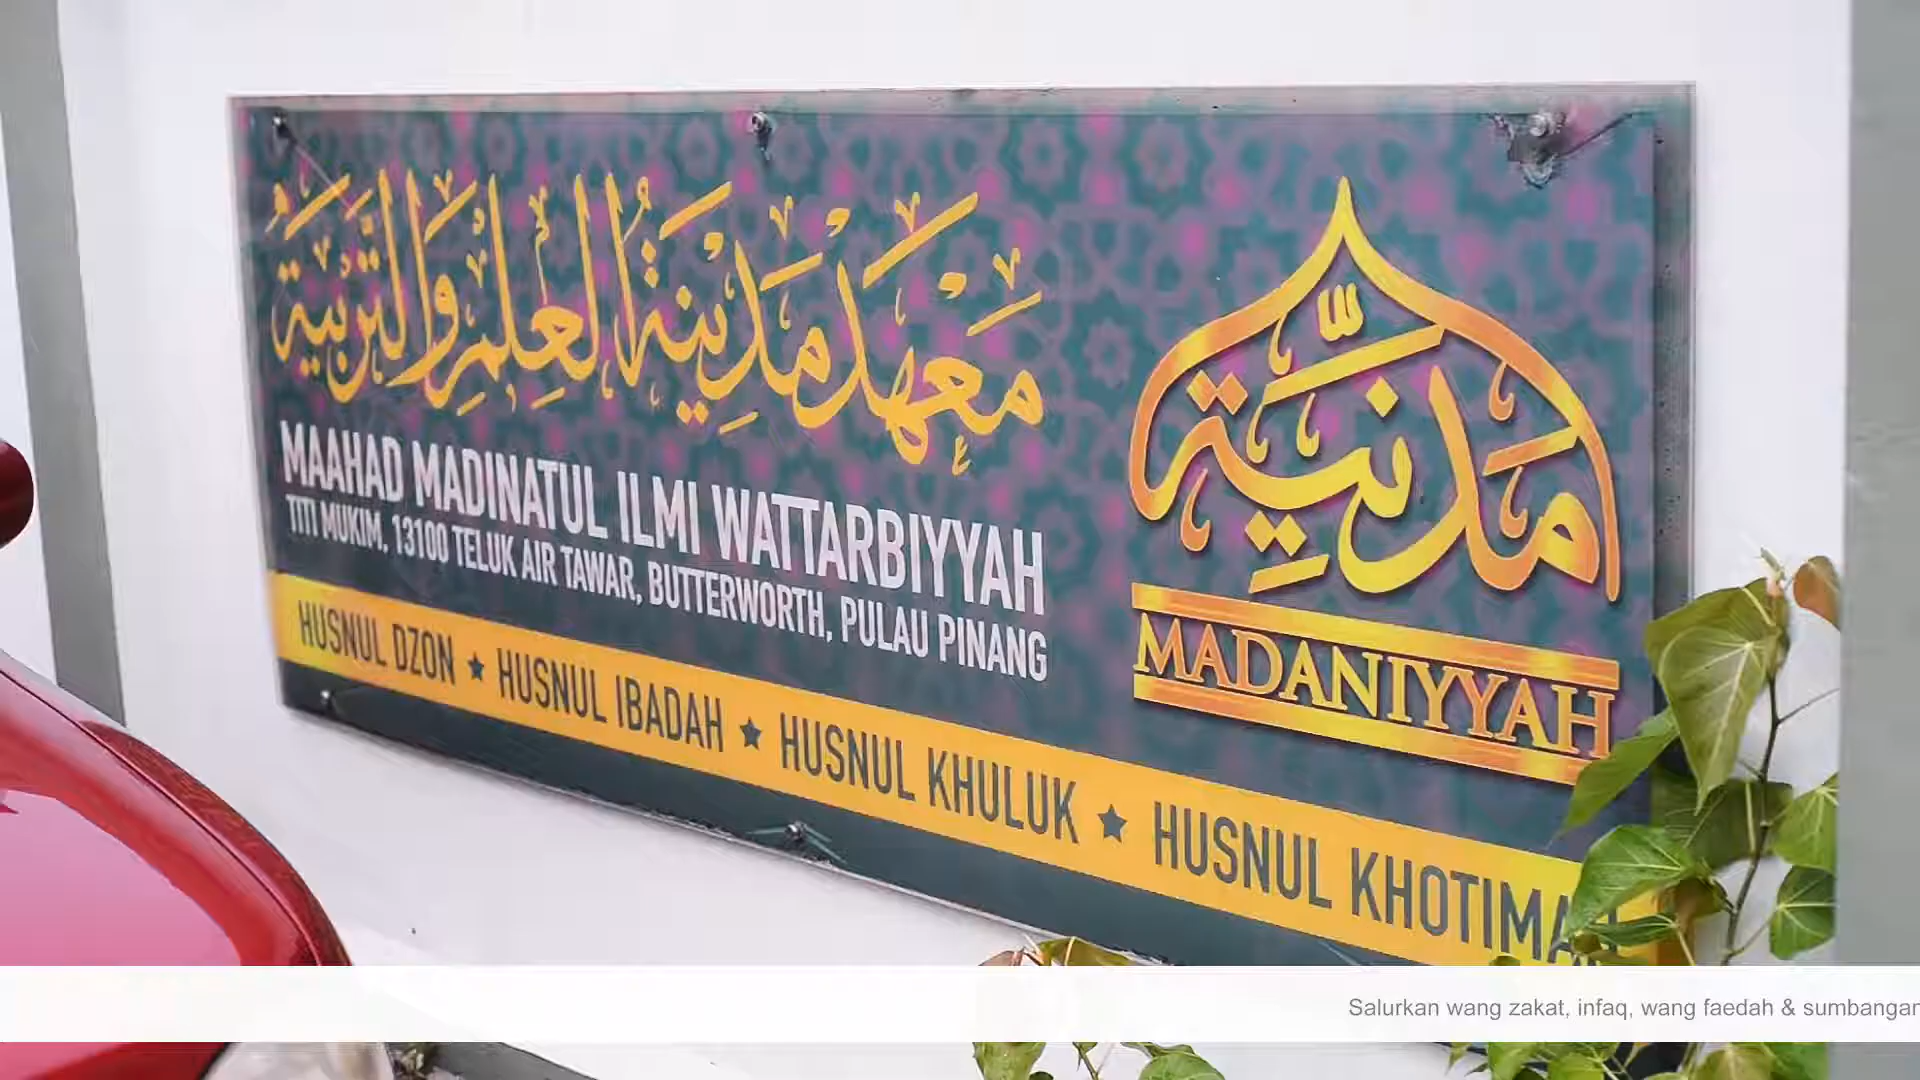 معهد مدينة العلم والتربية
MAAHAD MADINATUL ILMI WATTARBIYYAH
TITI MUKIM, 13100 TELUK AIR TAWAR, BUTTERWORTH, PULAU PINANG
HUSNUL DZON ★ HUSNUL IBADAH ★ HUSNUL KHULUK ★ HUSNUL KHOTIMAH
مَدَنِيَّة
MADANIYYAH
Salurkan wang zakat, infaq, wang faedah & sumbangan